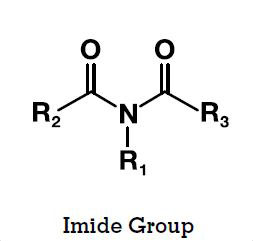 O O
R₂ N R₃
R₁
Imide Group